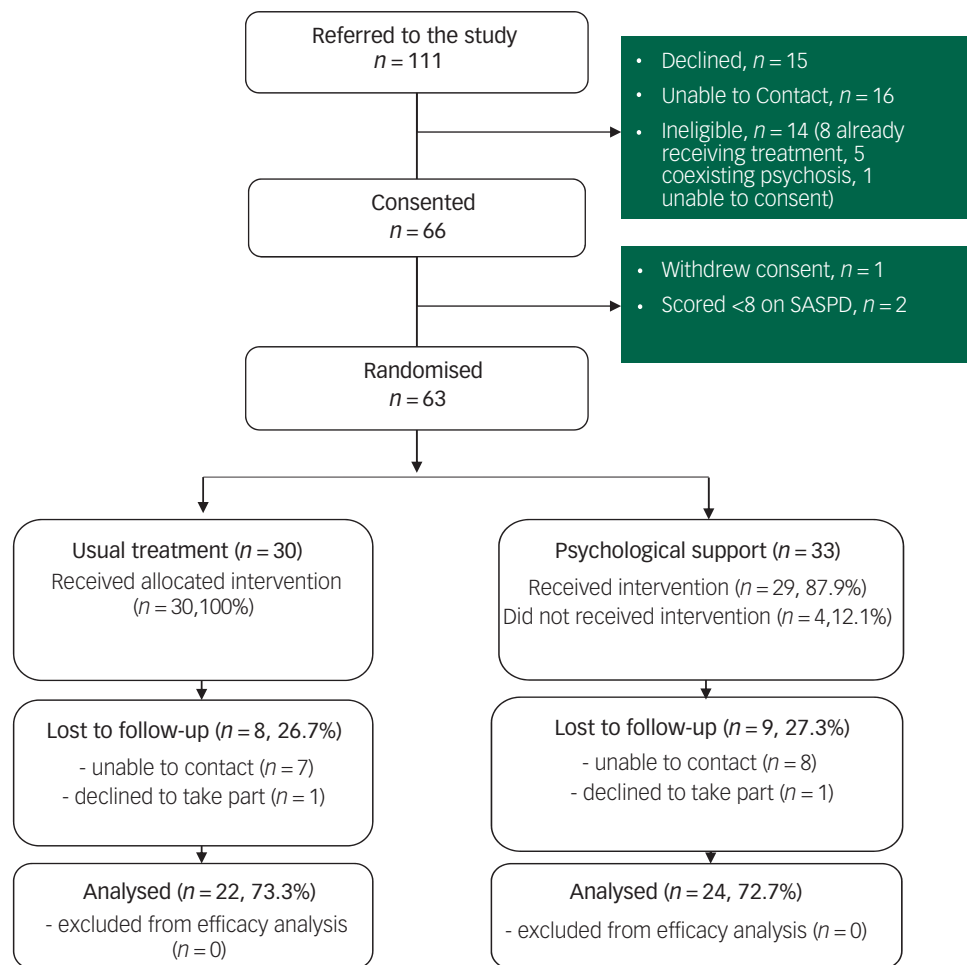 Referred to the study
n = 111
• Declined, n = 15
• Unable to Contact, n = 16
• Ineligible, n = 14 (8 already
receiving treatment, 5
coexisting psychosis, 1
unable to consent)
Consented
n = 66
• Withdrew consent, n = 1
• Scored <8 on SASPD, n = 2
Randomised
n = 63
Usual treatment (n = 30)
Received allocated intervention
(n = 30,100%)
Psychological support (n = 33)
Received intervention (n = 29, 87.9%)
Did not received intervention (n = 4,12.1%)
Lost to follow-up (n = 8, 26.7%)
- unable to contact (n = 7)
- declined to take part (n = 1)
Lost to follow-up (n = 9, 27.3%)
- unable to contact (n = 8)
- declined to take part (n = 1)
Analysed (n = 22, 73.3%)
- excluded from efficacy analysis
(n = 0)
Analysed (n = 24, 72.7%)
- excluded from efficacy analysis (n = 0)